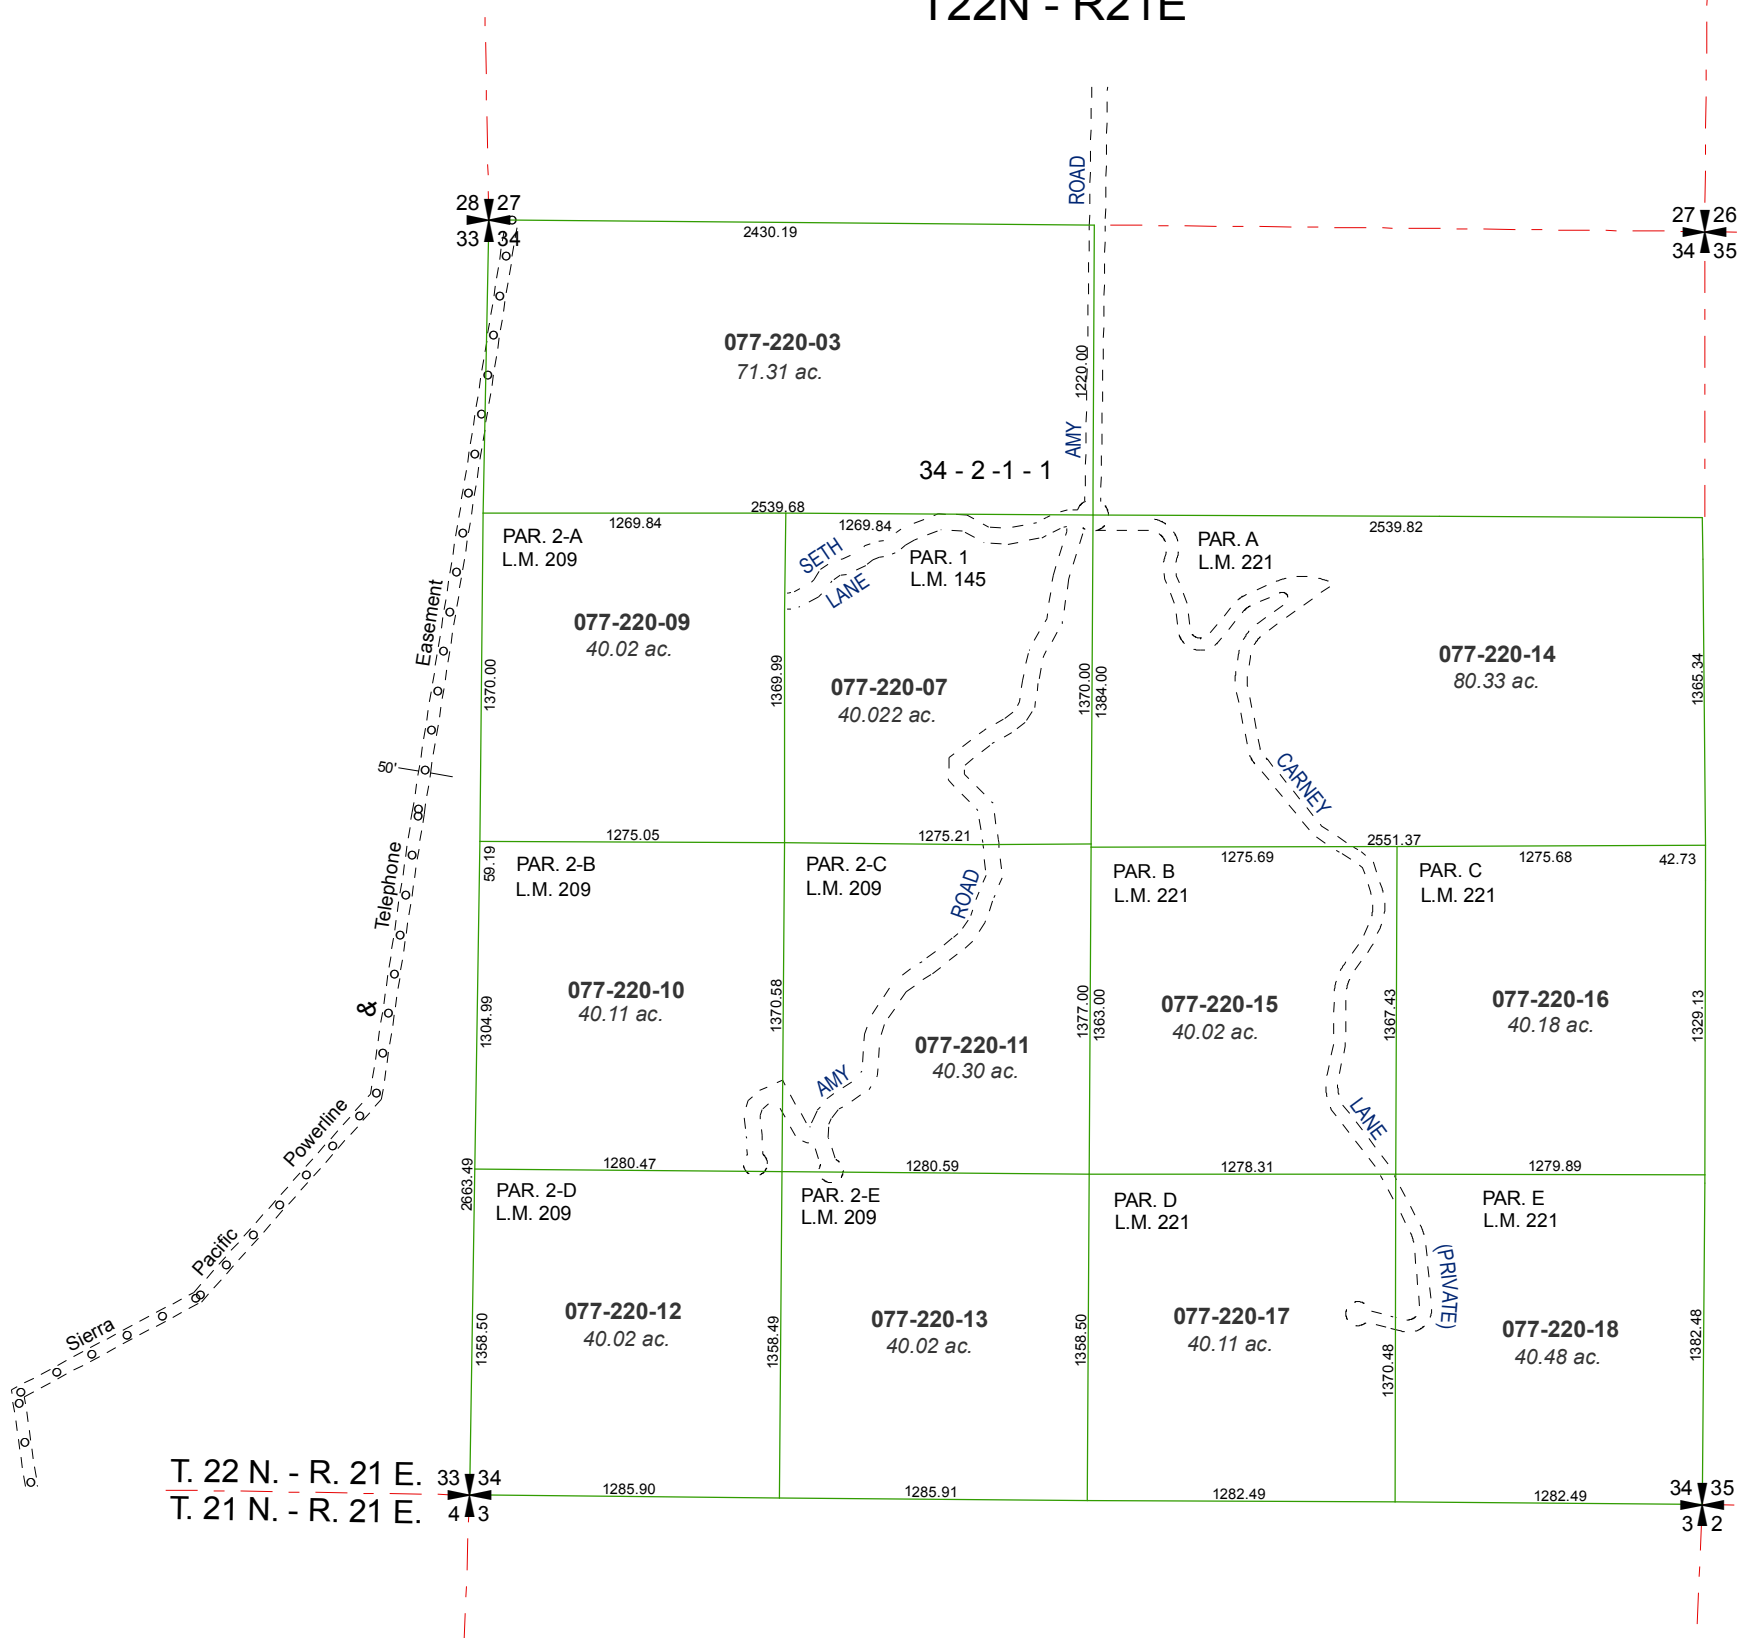 T22N - R21E
ROAD
28 27
33 34
27 26
34 35
2430.19
077-220-03
71.31 ac.
1220.00
AMY
34 - 2 -1 - 1
2539.68
1269.84
1269.84
2539.82
PAR. 2-A
L.M. 209
SETH
LANE
PAR. 1
L.M. 145
PAR. A
L.M. 221
077-220-09
40.02 ac.
077-220-07
40.022 ac.
077-220-14
80.33 ac.
1370.00
1369.99
1370.00
1384.00
1365.34
Easement
50'
CARNEY
1275.05
1275.21
2551.37
1275.69
1275.68
42.73
59.19
PAR. 2-B
L.M. 209
PAR. 2-C
L.M. 209
PAR. B
L.M. 221
PAR. C
L.M. 221
Telephone
ROAD
&
077-220-10
40.11 ac.
077-220-11
40.30 ac.
077-220-15
40.02 ac.
077-220-16
40.18 ac.
1304.99
1370.58
1377.00
1363.00
1367.43
1329.13
AMY
LANE
Powerline
1280.47
1280.59
1278.31
1279.89
2663.49
PAR. 2-D
L.M. 209
PAR. 2-E
L.M. 209
PAR. D
L.M. 221
PAR. E
L.M. 221
Pacific
(PRIVATE)
Sierra
077-220-12
40.02 ac.
077-220-13
40.02 ac.
077-220-17
40.11 ac.
077-220-18
40.48 ac.
1358.50
1358.49
1358.50
1370.48
1382.48
T. 22 N. - R. 21 E.
T. 21 N. - R. 21 E.
33 34
4 3
1285.90
1285.91
1282.49
1282.49
34 35
3 2